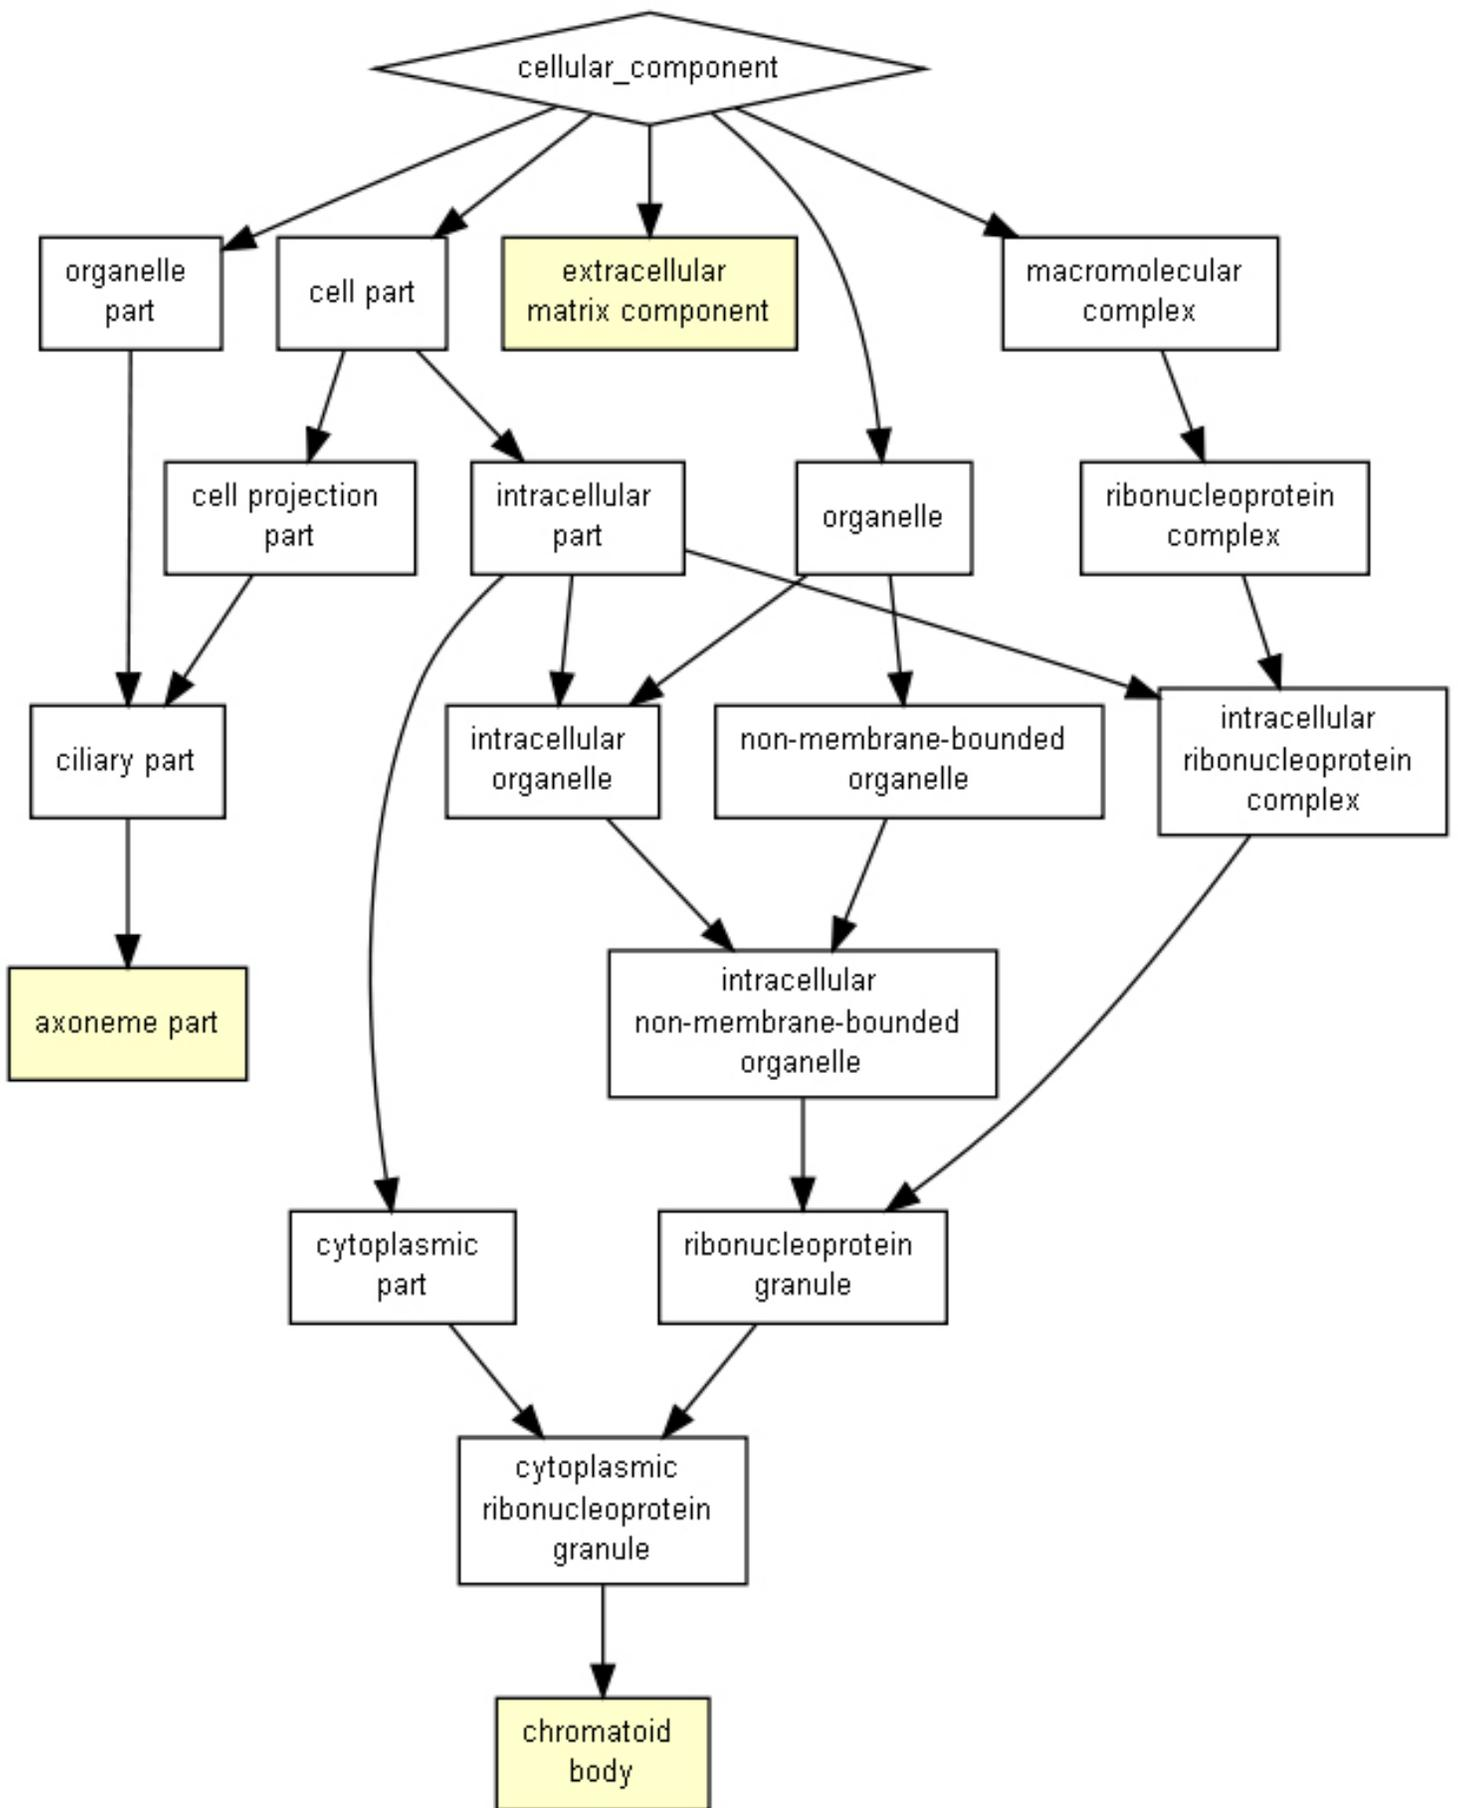 cellular_component
organelle
part
cell part
extracellular
matrix component
macromolecular
complex
cell projection
part
intracellular
part
organelle
ribonucleoprotein
complex
ciliary part
intracellular
organelle
non-membrane-bounded
organelle
intracellular
ribonucleoprotein
complex
axoneme part
intracellular
non-membrane-bounded
organelle
cytoplasmic
part
ribonucleoprotein
granule
cytoplasmic
ribonucleoprotein
granule
chromatoid
body